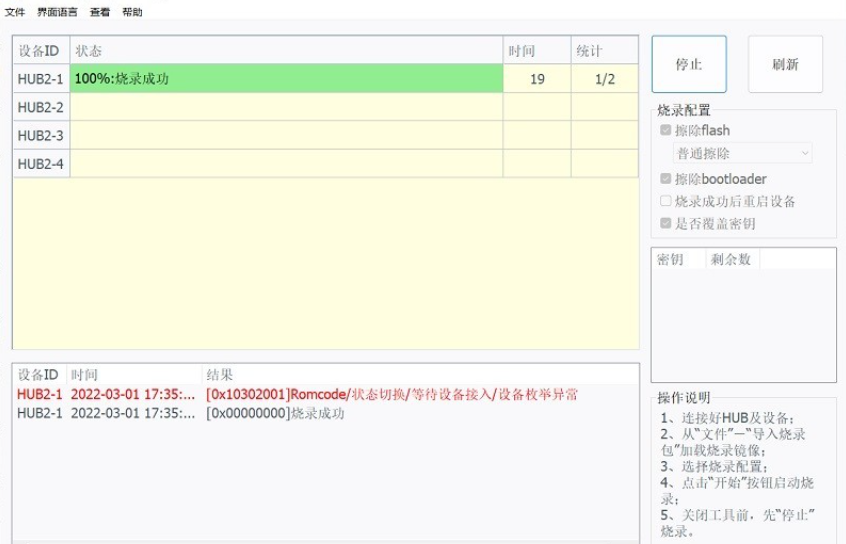 文件 界面语言 查看 帮助
设备ID 状态 时间 统计
HUB2-1 100%:烧录成功 19 1/2
HUB2-2
HUB2-3
HUB2-4
停止 刷新
烧录配置
擦除flash
普通擦除
擦除bootloader
烧录成功后重启设备
是否覆盖密钥
密钥 剩余数
设备ID 时间 结果
HUB2-1 2022-03-01 17:35:... [0x10302001]Romcode/状态切换/等待设备接入/设备枚举异常
HUB2-1 2022-03-01 17:35:... [0x00000000]烧录成功
操作说明
1、连接好HUB及设备;
2、从“文件”—“导入烧录
包”加载烧录镜像;
3、选择烧录配置;
4、点击“开始”按钮启动烧
录;
5、关闭工具前，先“停止”
烧录。